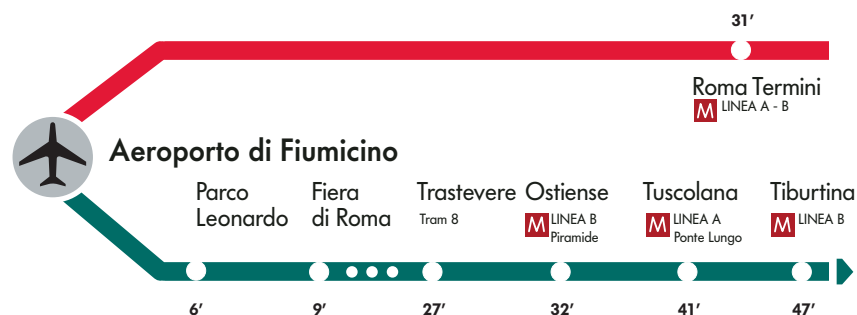 31’
Roma Termini
M LINEA A - B
Aeroporto di Fiumicino
Parco
Leonardo
Fiera
di Roma
Trastevere
Tram 8
Ostiense
M LINEA B
Piramide
Tuscolana
M LINEA A
Ponte Lungo
Tiburtina
M LINEA B
6’
9’
27’
32’
41’
47’